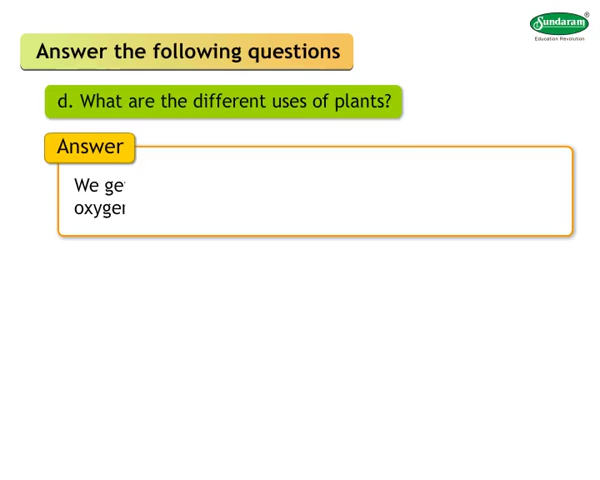 Sundaram
Education Revolution
Answer the following questions
d. What are the different uses of plants?
Answer
We